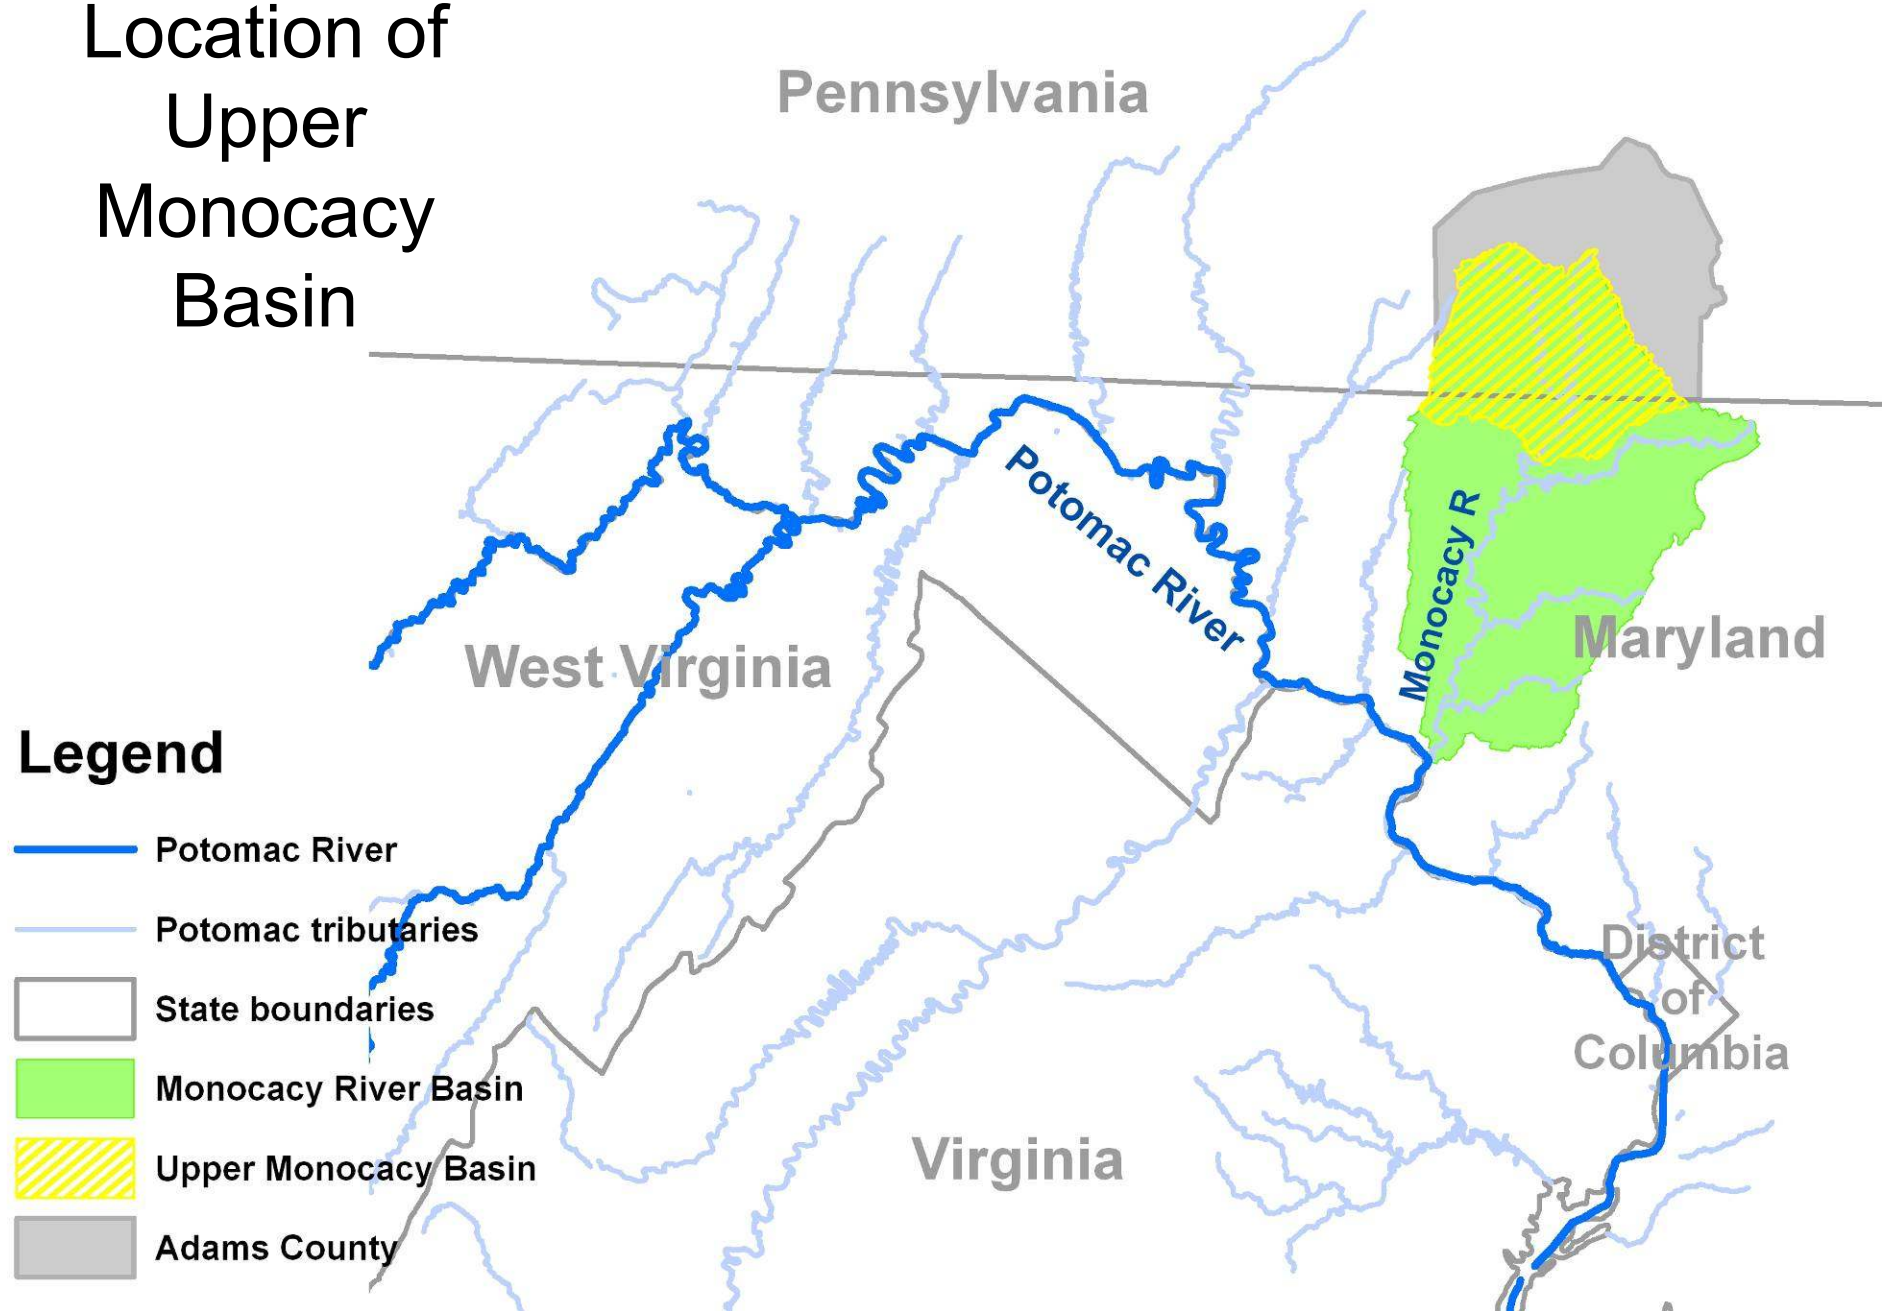 Location of
Upper
Monocacy
Basin
Pennsylvania
Potomac River
Monocacy R
Maryland
West Virginia
District
of
Columbia
Virginia
Legend
Potomac River
Potomac tributaries
State boundaries
Monocacy River Basin
Upper Monocacy Basin
Adams County